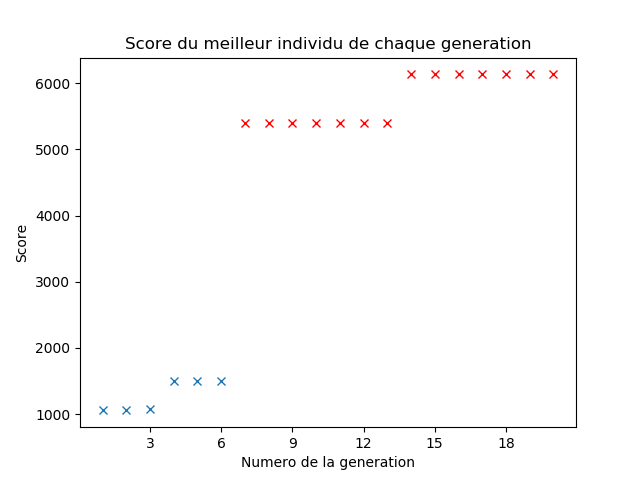 Score du meilleur individu de chaque generation
6000
5000
4000
3000
2000
1000
Score
3 6 9 12 15 18
Numero de la generation